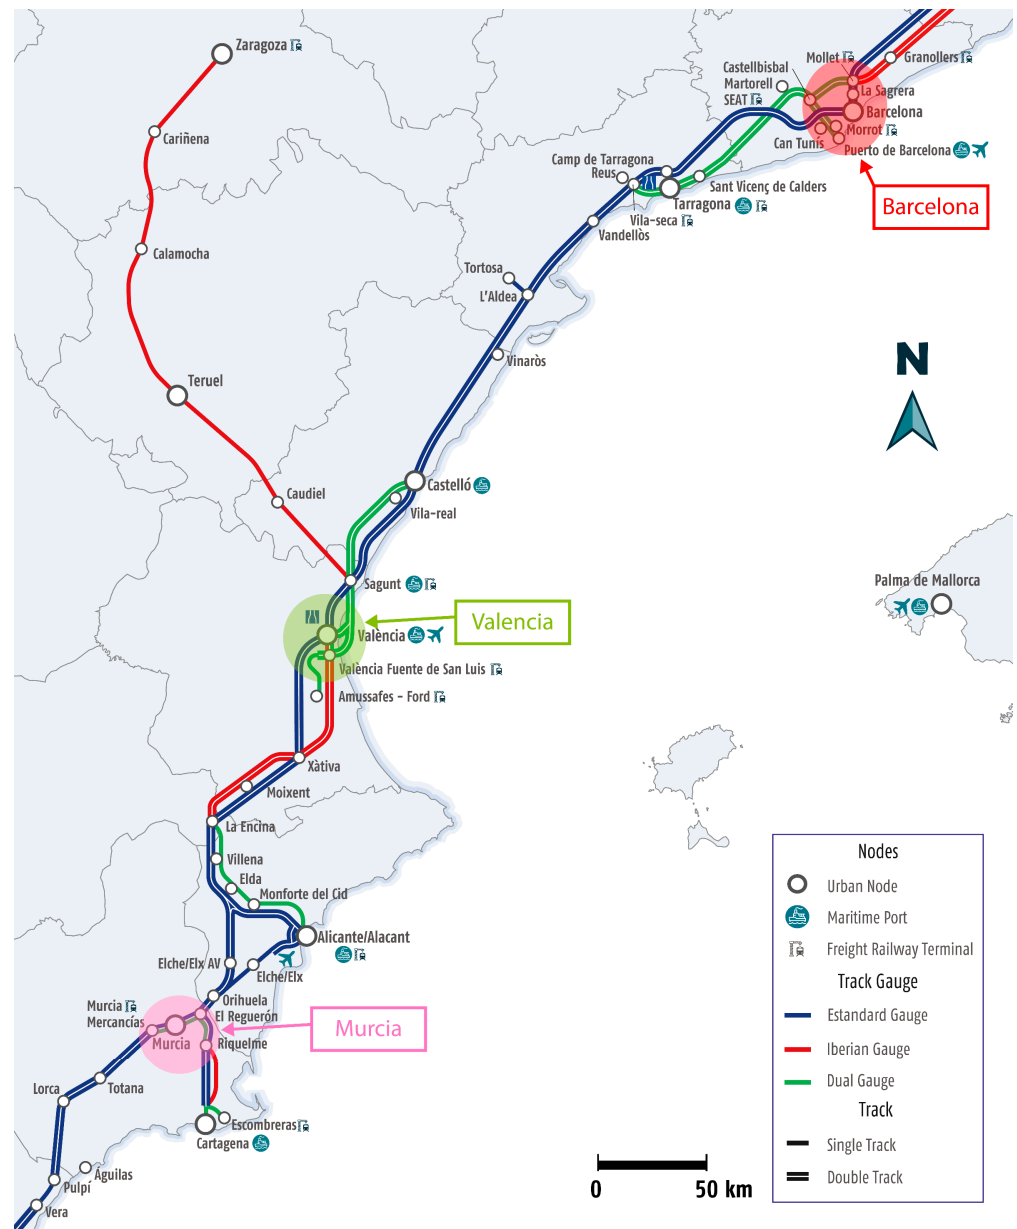 Zaragoza
Cariñena
Calamocha
Teruel
Caudiel
Mollet
Granollers
Castellbisbal
Martorell
SEAT
La Sagrera
Barcelona
Morrot
Can Tunís
Puerto de Barcelona
Barcelona
Camp de Tarragona
Reus
Sant Vicenç de Calders
Tarragona
Vila-seca
Vandellòs
Tortosa
L'Aldea
Vinaròs
N
Castelló
Vila-real
Sagunt
Palma de Mallorca
València
Valencia
València Fuente de San Luis
Amussafes - Ford
Xàtiva
Moixent
La Encina
Villena
Elda
Monforte del Cid
Alicante/Alacant
Elche/Elx AV
Elche/Elx
Orihuela
Murcia
Mercancías
El Reguerón
Murcia
Riquelme
Murcia
Lorca
Totana
Escombreras
Cartagena
Águilas
Pulpí
Vera
0
50 km
Nodes
Urban Node
Maritime Port
Freight Railway Terminal
Track Gauge
Estandard Gauge
Iberian Gauge
Dual Gauge
Track
Single Track
Double Track